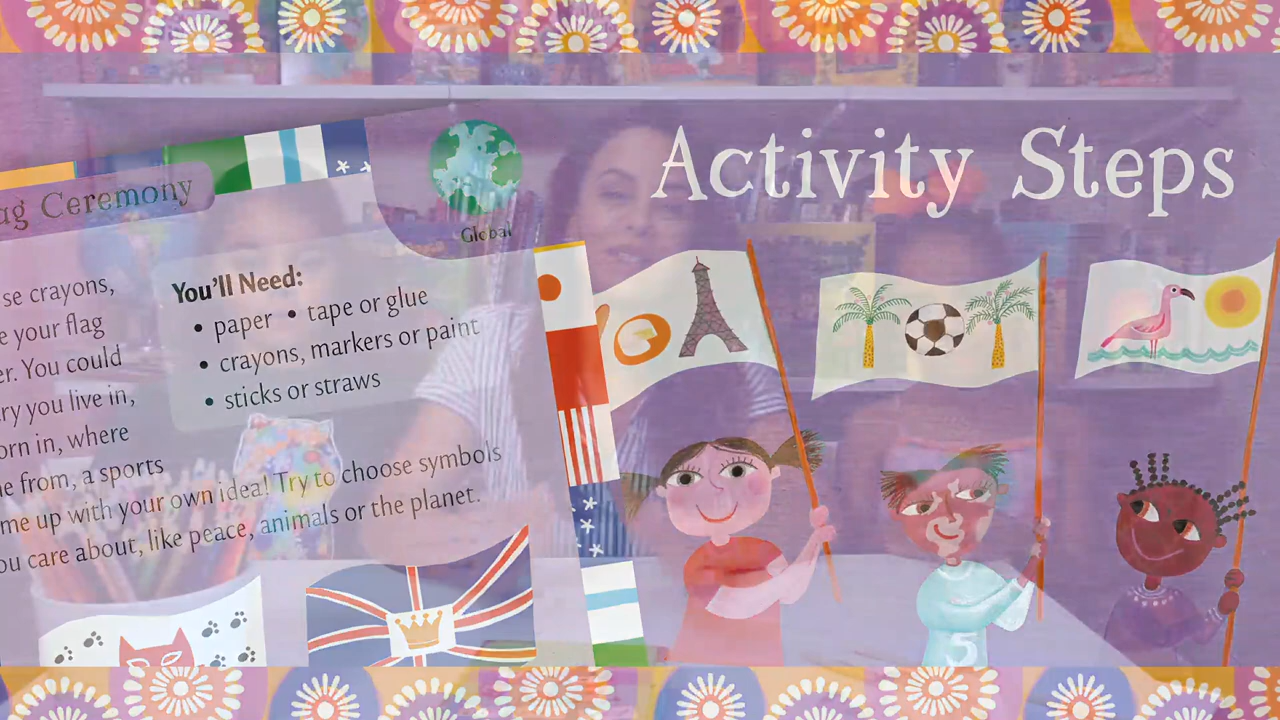 Activity Steps
Global
ag Ceremony
se crayons,
e your flag
er. You could
ry you live in,
orn in, where
e from, a sports
me up with your own idea! Try to choose symbols
ou care about, like peace, animals or the planet.
You'll Need:
• paper • tape or glue
• crayons, markers or paint
• sticks or straws
5